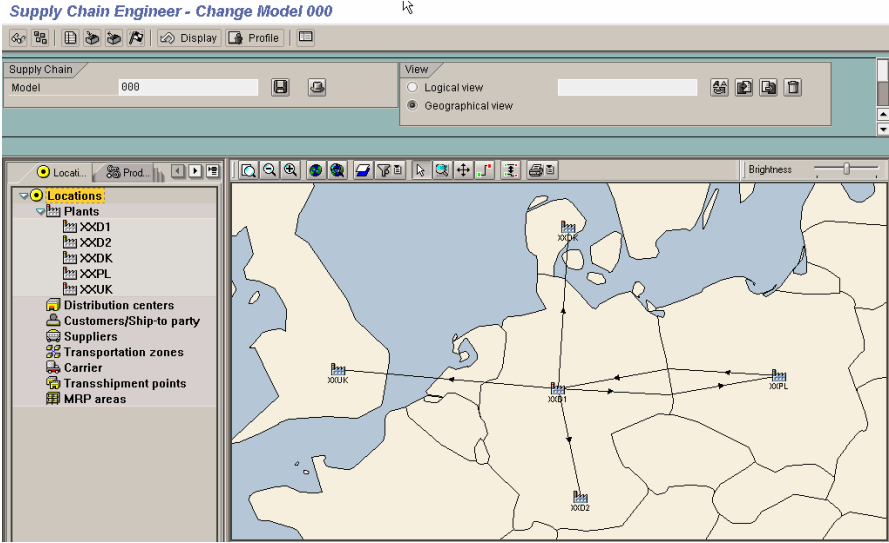 Supply Chain Engineer - Change Model 000
Display Profile
Supply Chain
Model 000
View
Logical view
Geographical view
Locati... Prod...
Brightness
Locations
Plants
XXD1
XXD2
XXDK
XXPL
XXUK
Distribution centers
Customers/Ship-to party
Suppliers
Transportation zones
Carrier
Transshipment points
MRP areas
XXDK
XXUK
XXPL
XXD1
XXD2